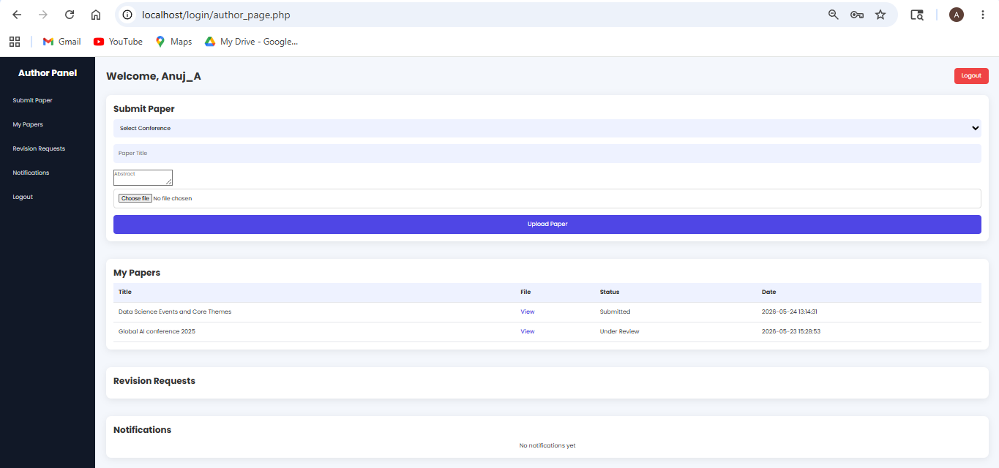 localhost/login/author_page.php
A
Gmail
YouTube
Maps
My Drive - Google...
Author Panel
Submit Paper
My Papers
Revision Requests
Notifications
Logout
Welcome, Anuj_A
Logout
Submit Paper
Select Conference
Paper Title
Abstract
Choose file No file chosen
Upload Paper
My Papers
Title File Status Date
Data Science Events and Core Themes View Submitted 2026-05-24 13:14:31
Global AI conference 2025 View Under Review 2026-05-23 15:28:53
Revision Requests
Notifications
No notifications yet